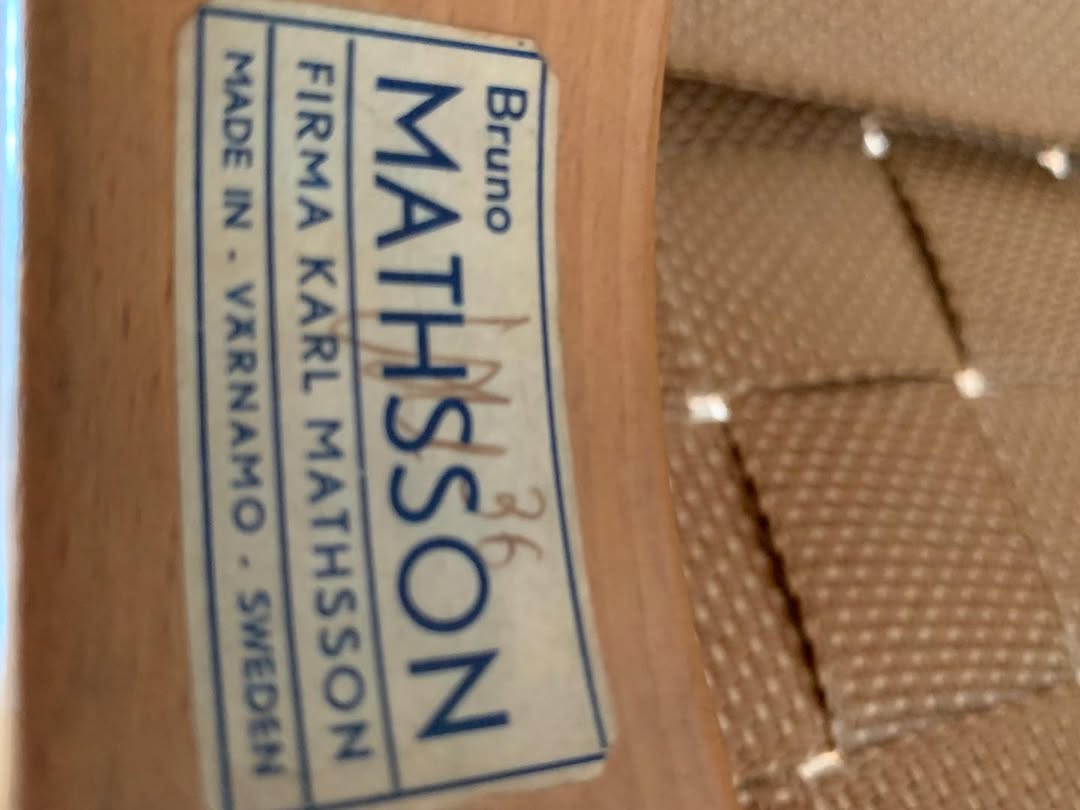 Bruno
MATHSSON
36
FIRMA KARL MATHSSON
MADE IN - VÄRNAMO - SWEDEN